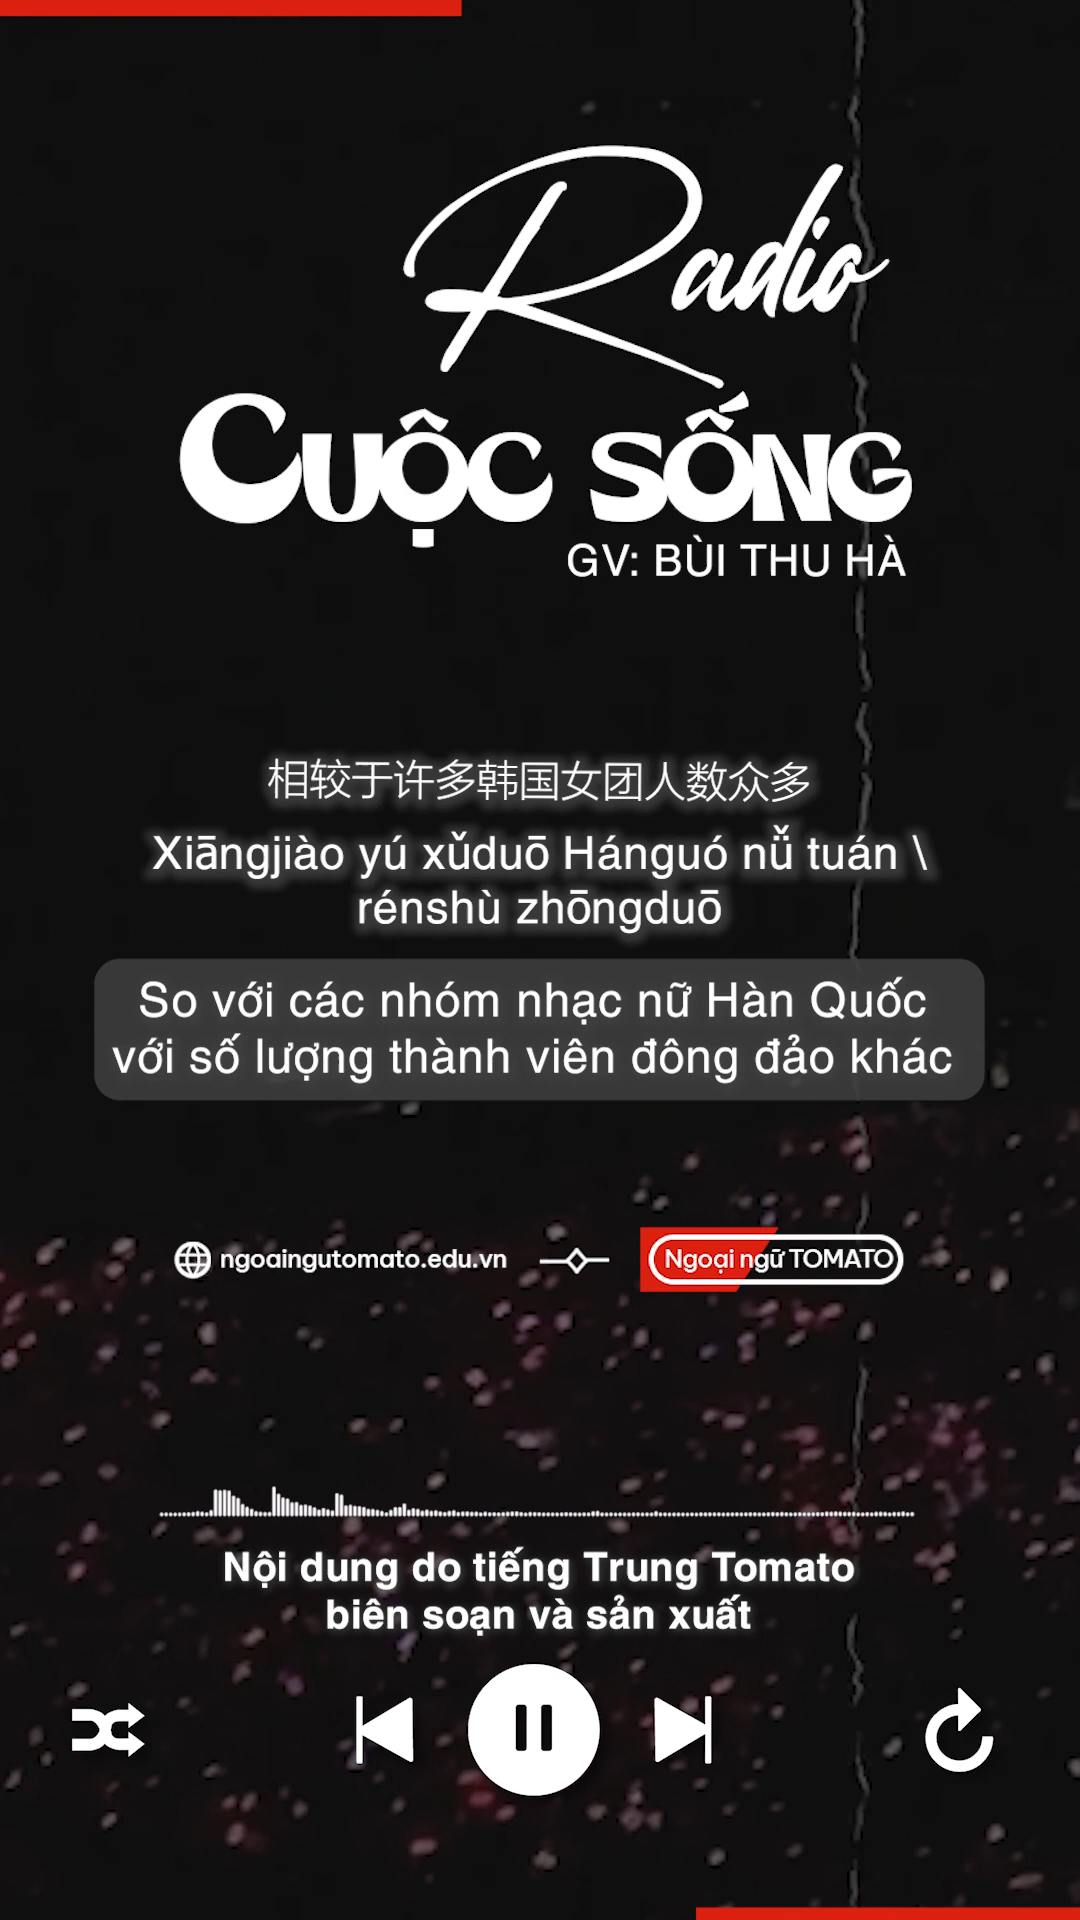 Radio
CUỘC SỐNG
GV: BÙI THU HÀ
相较于许多韩国女团人数众多
Xiāngjiào yú xǔduō Hánguó nǚ tuán \
rénshù zhōngduō
So với các nhóm nhạc nữ Hàn Quốc
với số lượng thành viên đông đảo khác
ngoaingutomato.edu.vn
Ngoại ngữ TOMATO
Nội dung do tiếng Trung Tomato
biên soạn và sản xuất